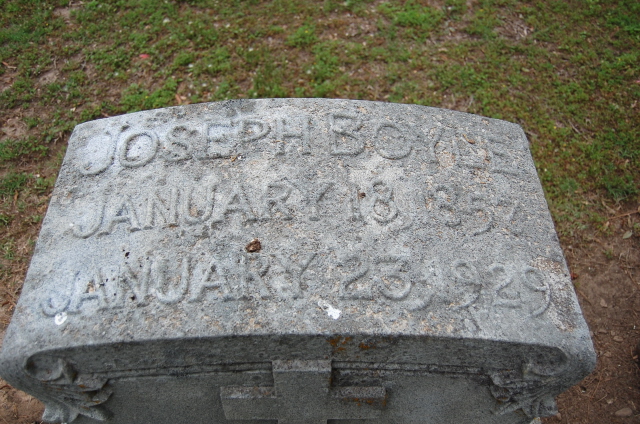 JOSEPH BOYLE
JANUARY 18, 1857
JANUARY 23, 1929